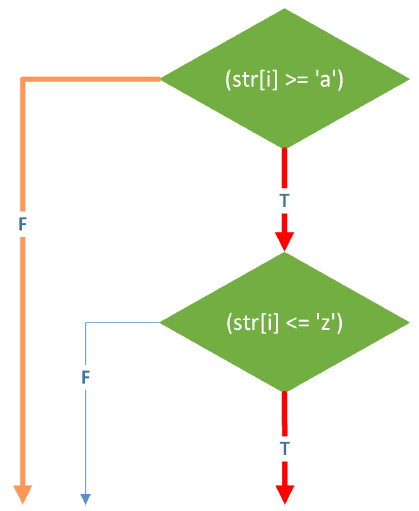 (str[i] >= 'a')
F
T
(str[i] <= 'z')
F
T